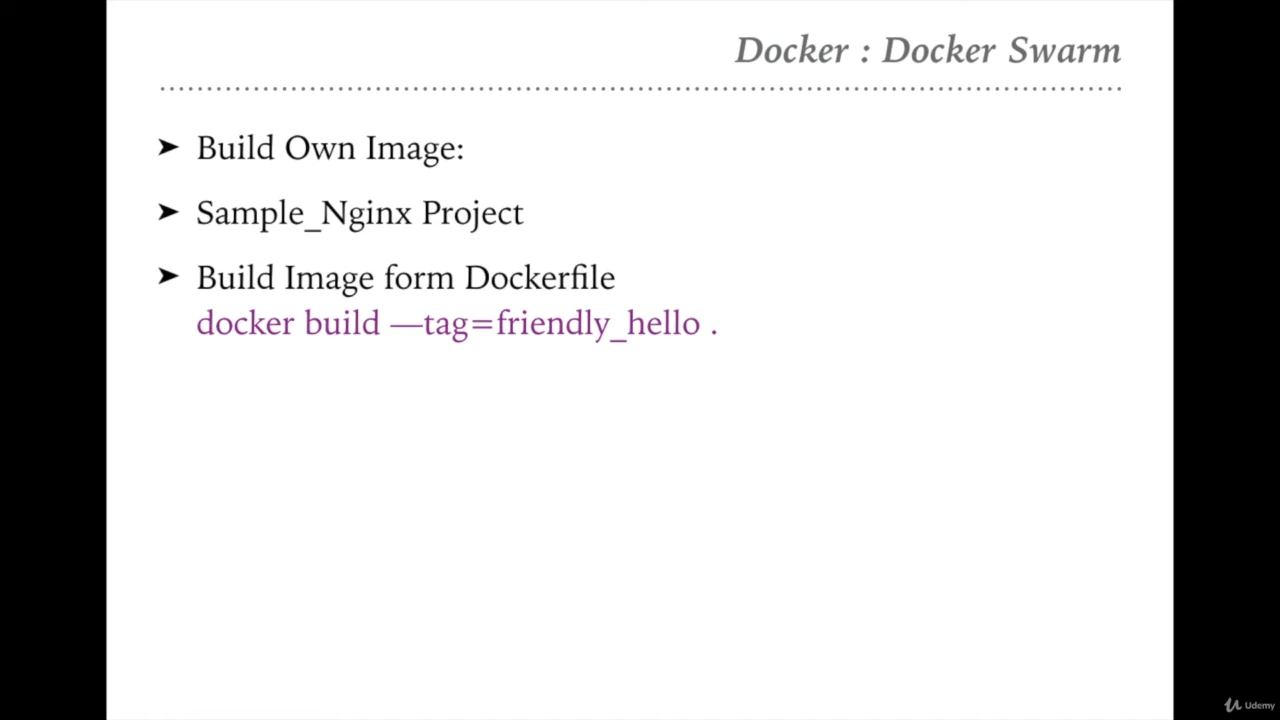 Docker : Docker Swarm
➤ Build Own Image:
➤ Sample_Nginx Project
➤ Build Image form Dockerfile
docker build —tag=friendly_hello .
Udemy